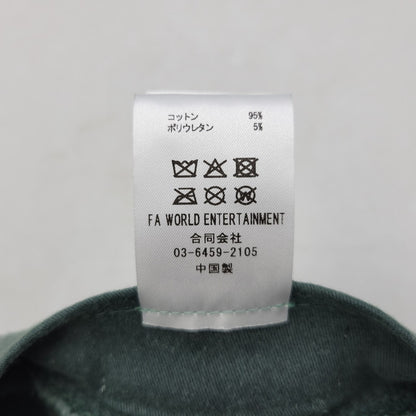 コットン 95%
ポリウレタン 5%
FA WORLD ENTERTAINMENT
合同会社
03-6459-2105
中国製